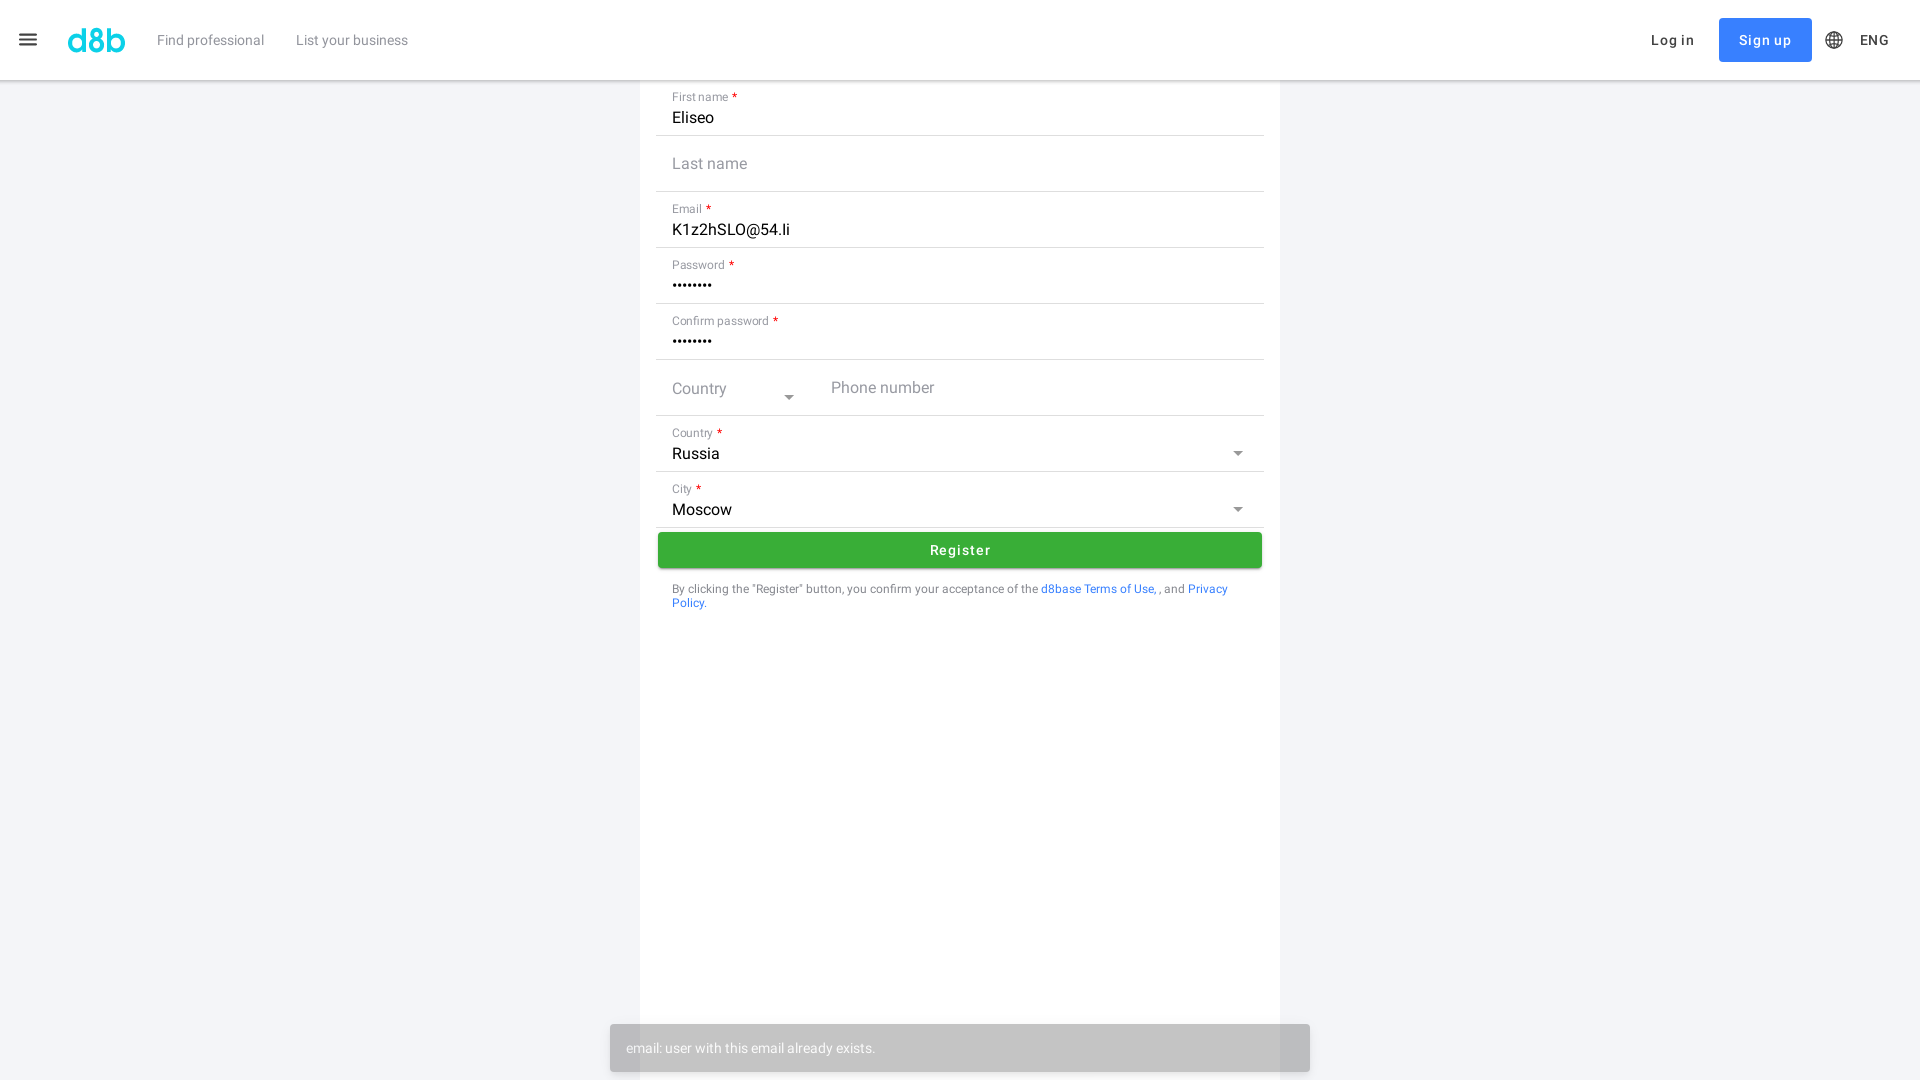 d8b
Find professional
List your business
Log in
Sign up
ENG
First name *
Eliseo
Last name
Email *
K1z2hSLO@54.Ii
Password *
••••••••
Confirm password *
••••••••
Country
Phone number
Country *
Russia
City *
Moscow
Register
By clicking the "Register" button, you confirm your acceptance of the d8base Terms of Use, , and Privacy
Policy.
email: user with this email already exists.